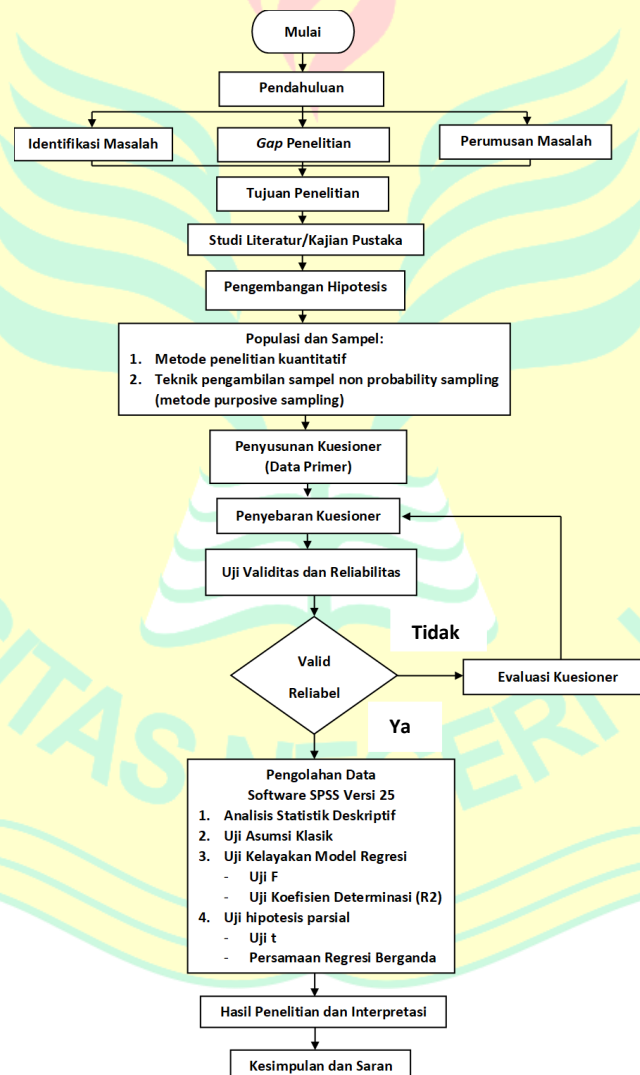 Mulai
Pendahuluan
Identifikasi Masalah
Gap Penelitian
Perumusan Masalah
Tujuan Penelitian
Studi Literatur/Kajian Pustaka
Pengembangan Hipotesis
Populasi dan Sampel:
1. Metode penelitian kuantitatif
2. Teknik pengambilan sampel non probability sampling
(metode purposive sampling)
Penyusunan Kuesioner
(Data Primer)
Penyebaran Kuesioner
Uji Validitas dan Reliabilitas
Tidak
Valid
Reliabel
Evaluasi Kuesioner
Ya
Pengolahan Data
Software SPSS Versi 25
1. Analisis Statistik Deskriptif
2. Uji Asumsi Klasik
3. Uji Kelayakan Model Regresi
- Uji F
- Uji Koefisien Determinasi (R2)
4. Uji hipotesis parsial
- Uji t
- Persamaan Regresi Berganda
Hasil Penelitian dan Interpretasi
Kesimpulan dan Saran